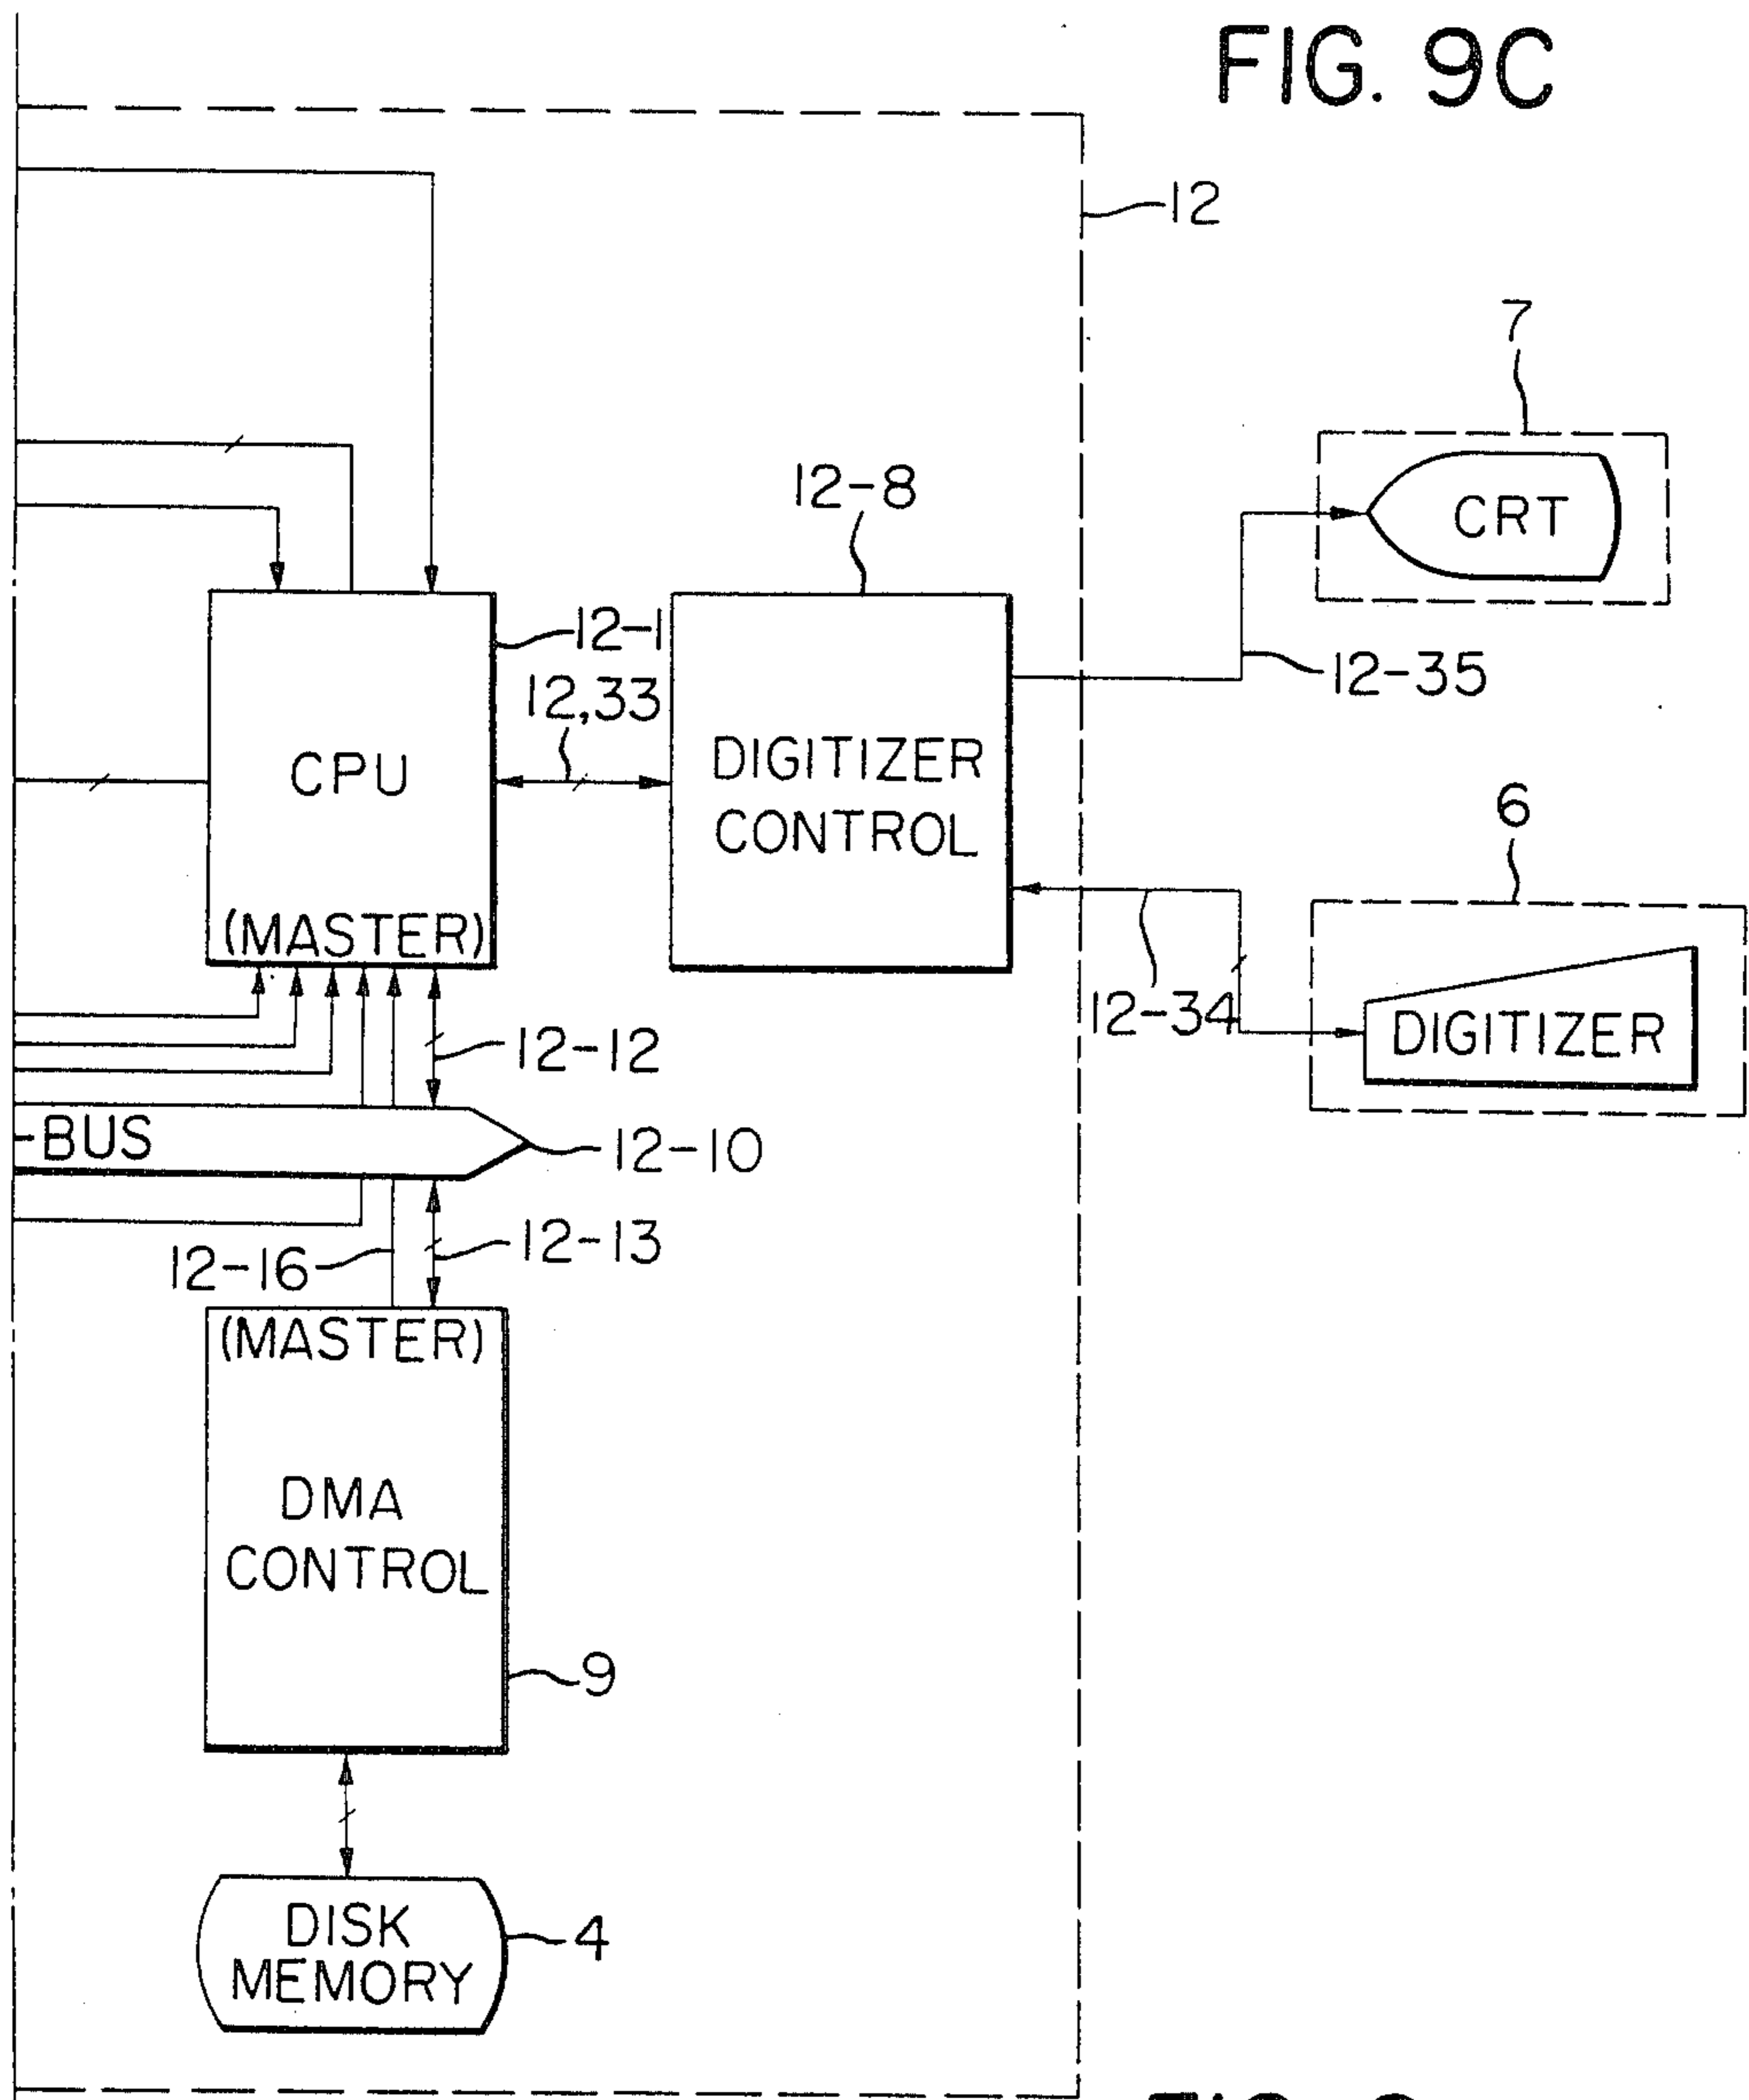 FIG. 9C
12
7
CRT
12-8
12-1
12,33
12-35
CPU
DIGITIZER
CONTROL
6
(MASTER)
12-34
DIGITIZER
12-12
BUS
12-10
12-13
12-16
(MASTER)
DMA
CONTROL
9
DISK
MEMORY
4